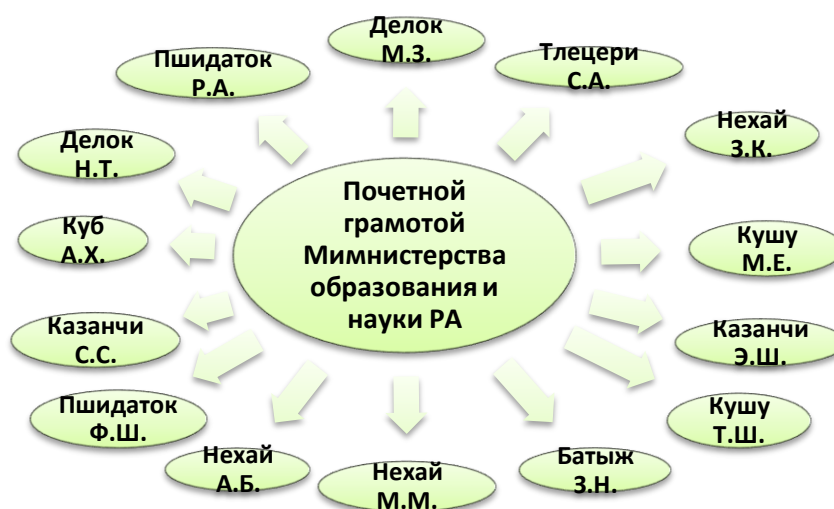 Делок
М.З.
Пшидаток
Р.А.
Тлецери
С.А.
Нехай
З.К.
Делок
Н.Т.
Почетной
грамотой
Мимнистерства
образования и
науки РА
Куб
А.Х.
Кушу
М.Е.
Казанчи
С.С.
Казанчи
Э.Ш.
Пшидаток
Ф.Ш.
Кушу
Т.Ш.
Нехай
А.Б.
Нехай
М.М.
Батыж
З.Н.